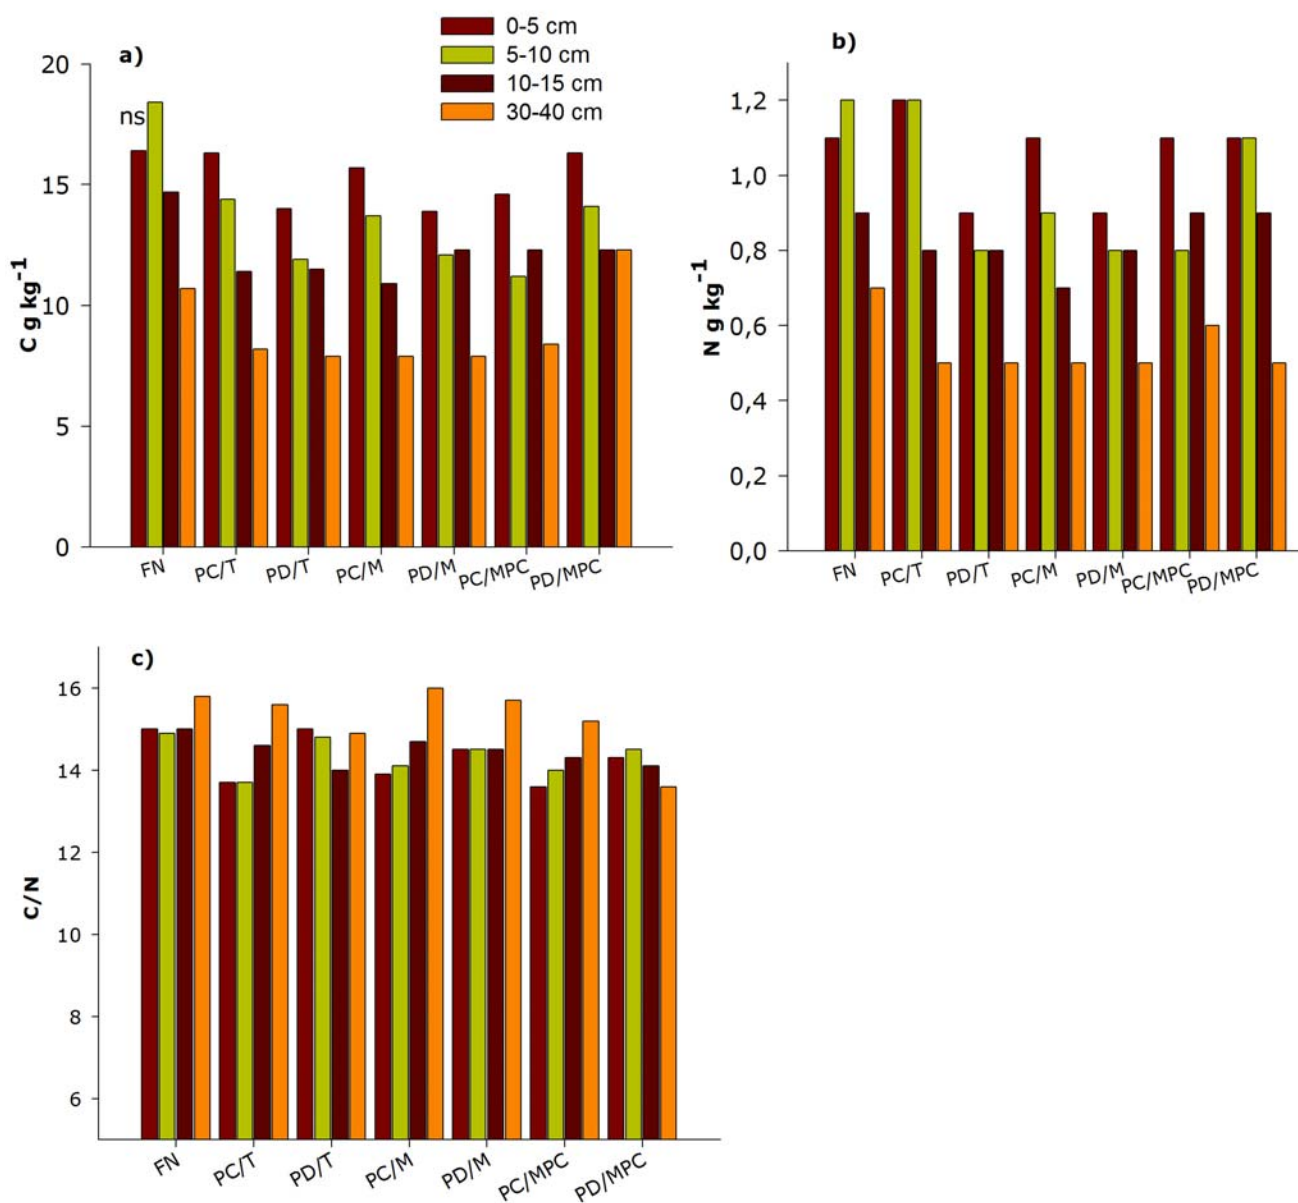 a)
0-5 cm
5-10 cm
10-15 cm
30-40 cm
ns
C g kg-1
20
15
10
5
0
FN
PC/T
PD/T
PC/M
PD/M
PC/MPC
PD/MPC
b)
N g kg-1
1,2
1,0
0,8
0,6
0,4
0,2
0,0
FN
PC/T
PD/T
PC/M
PD/M
PC/MPC
PD/MPC
c)
C/N
16
14
12
10
8
6
FN
PC/T
PD/T
PC/M
PD/M
PC/MPC
PD/MPC